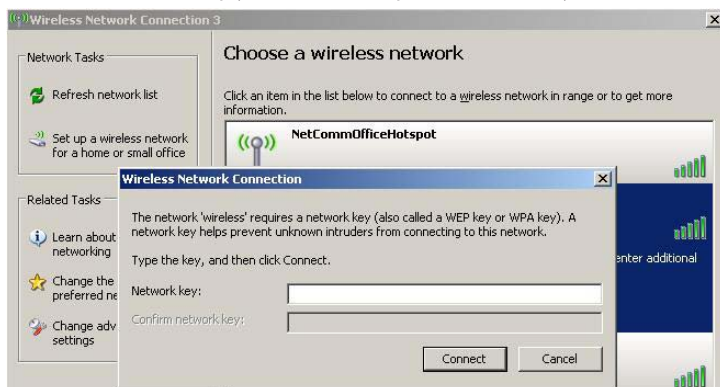 Wireless Network Connection 3
Network Tasks
Refresh network list
Set up a wireless network
for a home or small office
Related Tasks
Learn about
networking
Change the
preferred
Change
settings
Choose a wireless network
Click an item in the list below to connect to a wireless network in range or to get more
information.
NetCommOfficeHotspot
enter additional
Wireless Network Connection
The network 'wireless' requires a network key (also called a WEP key or WPA key). A
network key helps prevent unknown intruders from connecting to this network.
Type the key, and then click Connect.
Network key:
Confirm network key:
Connect
Cancel